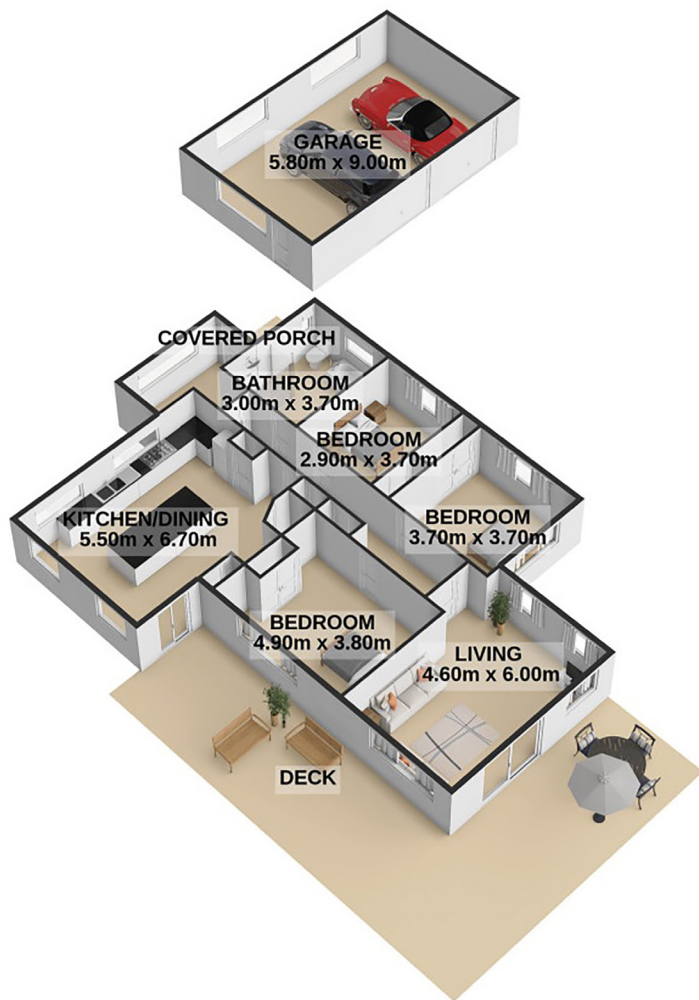 GARAGE
5.80m x 9.00m
COVERED PORCH
BATHROOM
3.00m x 3.70m
BEDROOM
2.90m x 3.70m
KITCHEN/DINING
5.50m x 6.70m
BEDROOM
3.70m x 3.70m
BEDROOM
4.90m x 3.80m
LIVING
4.60m x 6.00m
DECK